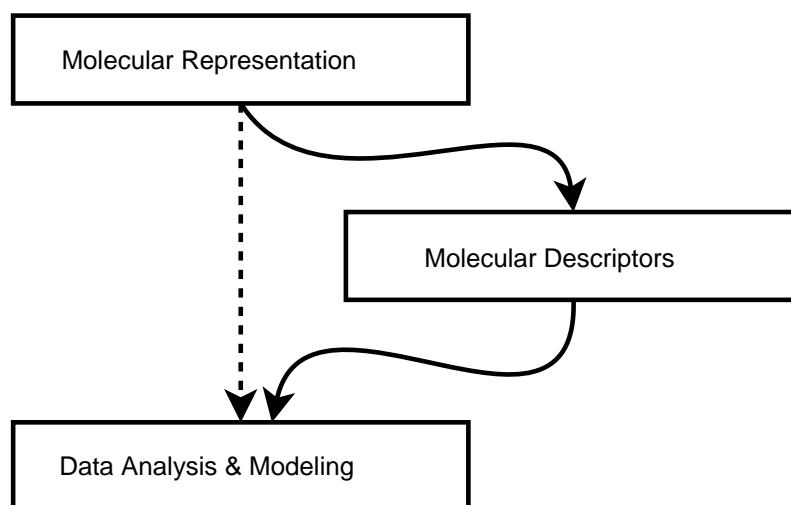 Molecular Representation
Molecular Descriptors
Data Analysis & Modeling